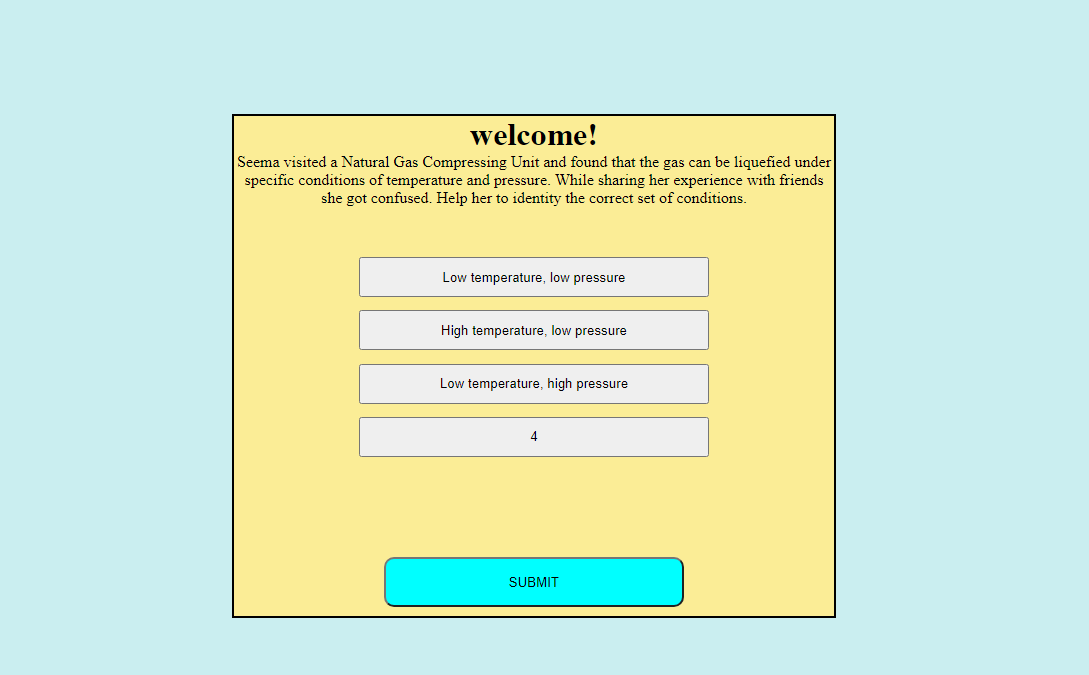 welcome!
Seema visited a Natural Gas Compressing Unit and found that the gas can be liquefied under
specific conditions of temperature and pressure. While sharing her experience with friends
she got confused. Help her to identity the correct set of conditions.
Low temperature, low pressure
High temperature, low pressure
Low temperature, high pressure
4
SUBMIT